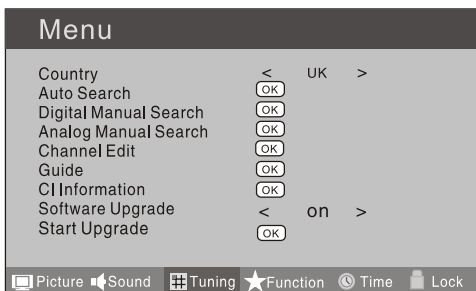 Menu
Country < UK >
Auto Search OK
Digital Manual Search OK
Analog Manual Search OK
Channel Edit OK
Guide OK
CI Information OK
Software Upgrade < on >
Start Upgrade OK
Picture Sound Tuning Function Time Lock